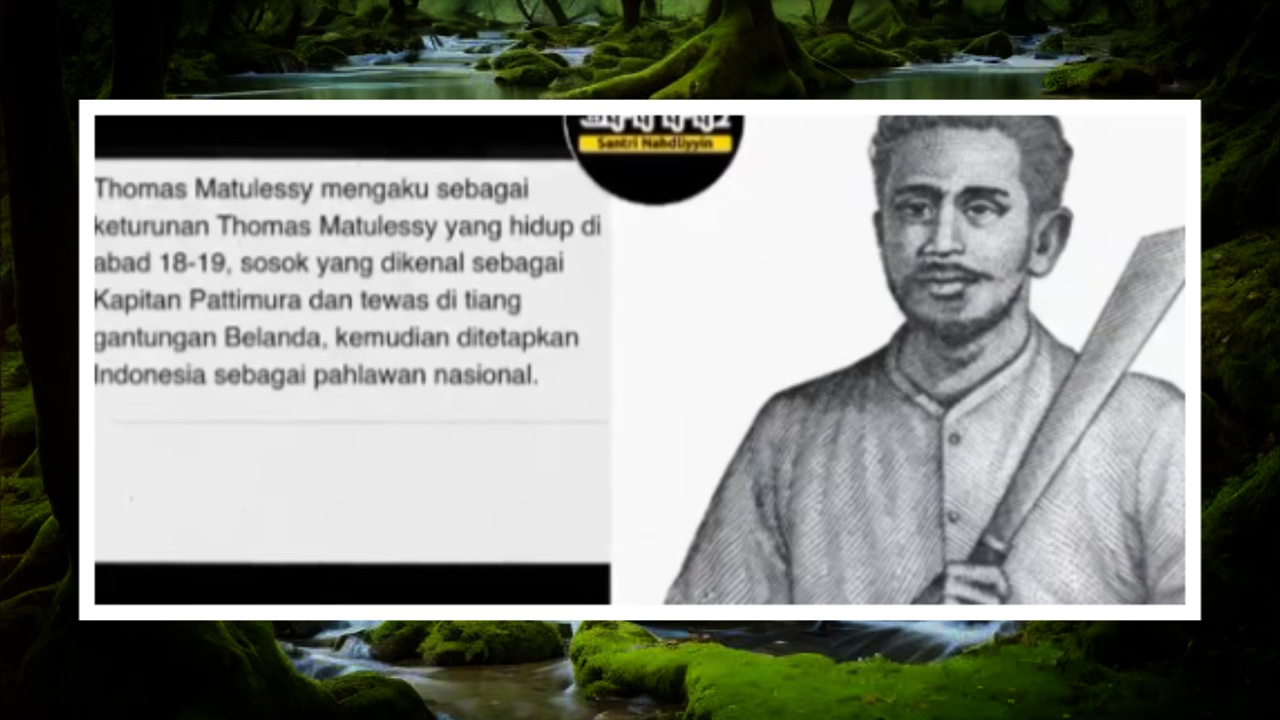 Santri Nahdliyyin
Thomas Matulessy mengaku sebagai
keturunan Thomas Matulessy yang hidup di
abad 18-19, sosok yang dikenal sebagai
Kapitan Pattimura dan tewas di tiang
gantungan Belanda, kemudian ditetapkan
Indonesia sebagai pahlawan nasional.